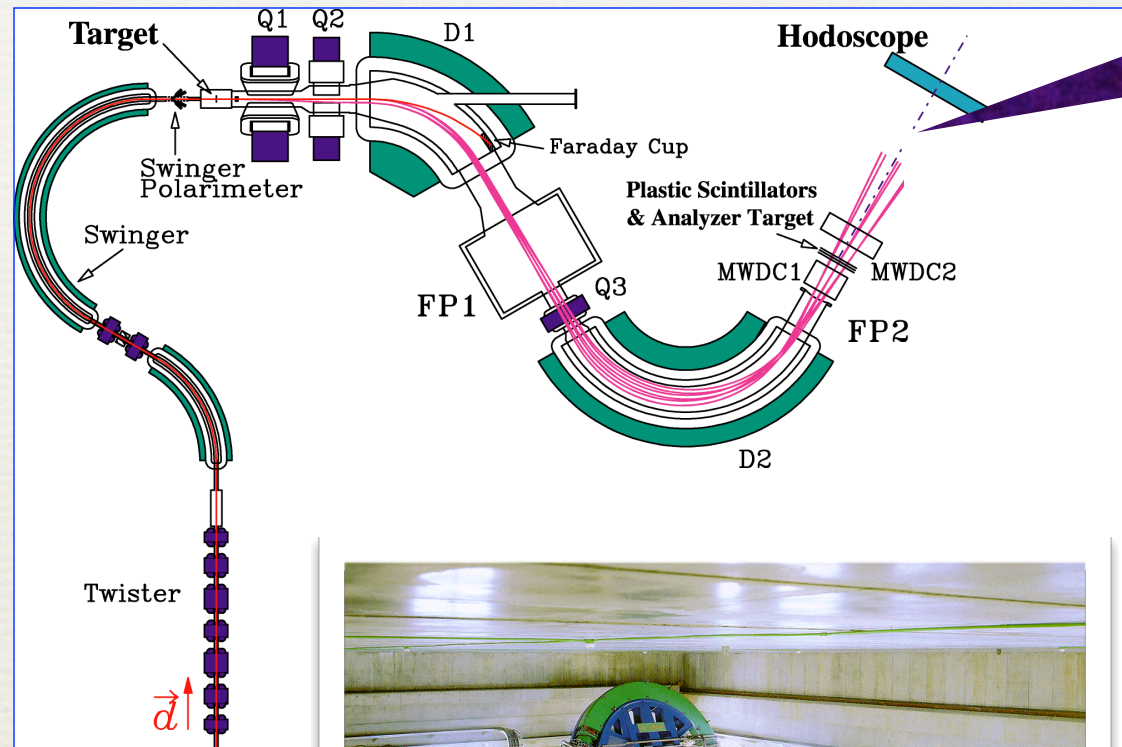 Q1
Q2
D1
Target
Hodoscope
Faraday Cup
Swinger
Polarimeter
Plastic Scintillators
& Analyzer Target
Swinger
MWDC1
MWDC2
Q3
FP1
FP2
D2
Twister
d